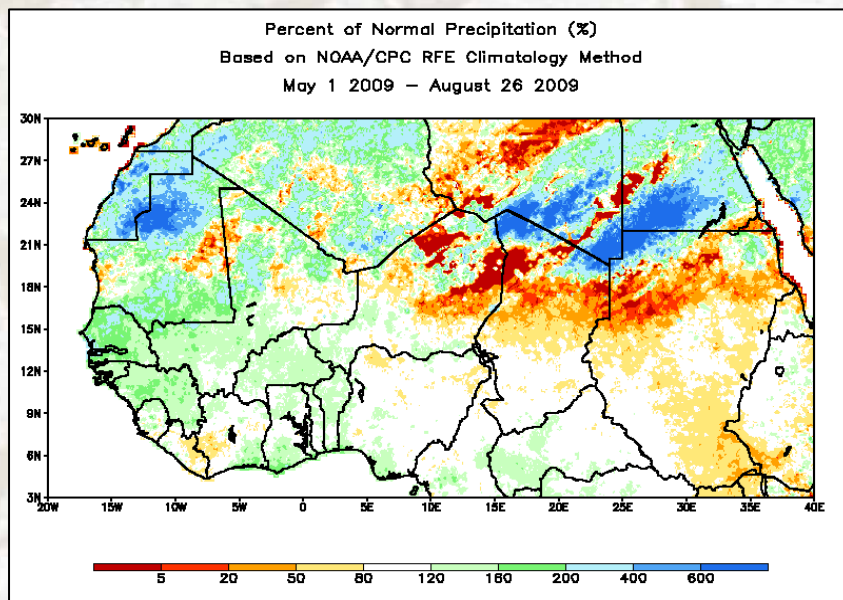 Percent of Normal Precipitation (%)
Based on NOAA/CPC RFE Climatology Method
May 1 2009 – August 26 2009
30N
27N
24N
21N
18N
15N
12N
9N
6N
3N
20W 15W 10W 5W 0 5E 10E 15E 20E 25E 30E 35E 40E
5 20 50 80 120 160 200 400 600